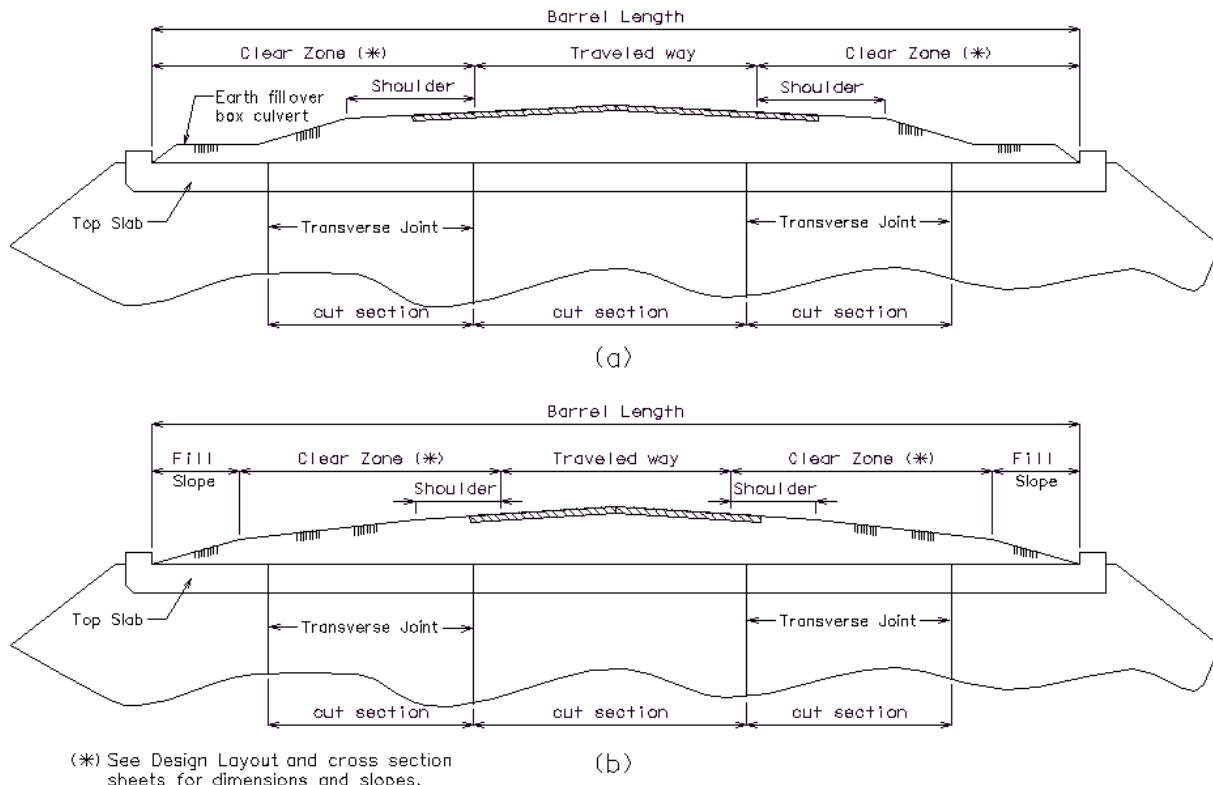 Barrel Length
Clear Zone (*)
Traveled way
Clear Zone (*)
Shoulder
Shoulder
Earth fill over
box culvert
Top Slab
Transverse Joint
Transverse Joint
cut section
cut section
cut section
(a)
Barrel Length
Fill
Slope
Clear Zone (*)
Traveled way
Clear Zone (*)
Fill
Slope
Shoulder
Shoulder
Top Slab
Transverse Joint
Transverse Joint
cut section
cut section
cut section
(b)
(*) See Design Layout and cross section
sheets for dimensions and slopes.